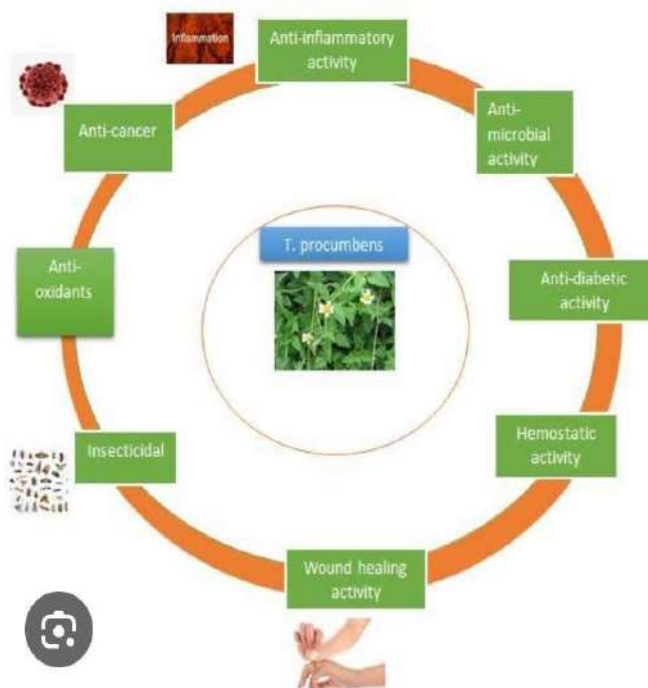 Inflammation
Anti-inflammatory
activity
Anti-
microbial
activity
Anti-cancer
T. procumbens
Anti-
oxidants
Anti-diabetic
activity
Insecticidal
Hemostatic
activity
Wound healing
activity